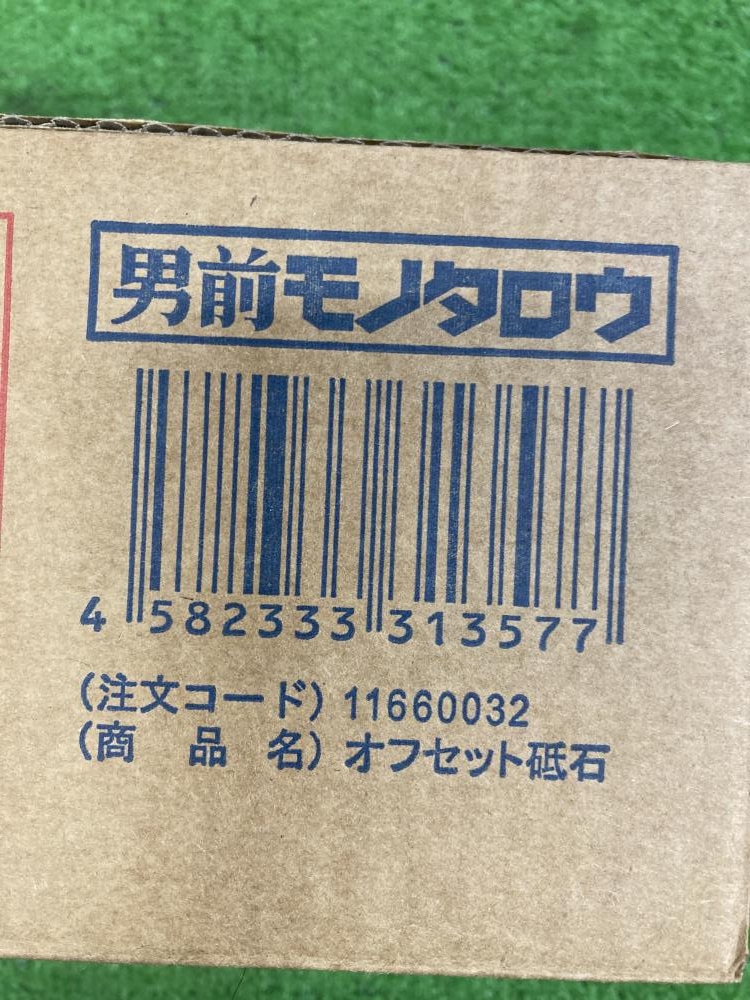 男前モノタロウ
4 582333 313577
(注文コード) 11660032
(商 品 名) オフセット砥石